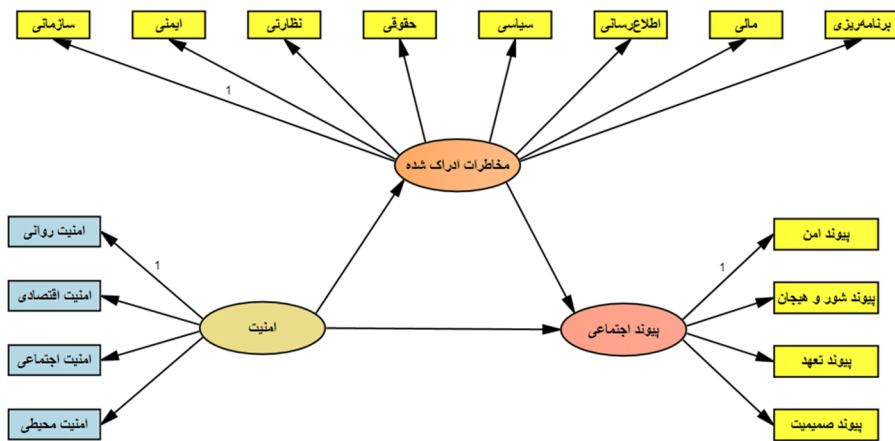 برنامه‌ریزی
مالی
اطلاع‌رسانی
سیاسی
حقوقی
نظارتی
ایمنی
سازمانی
1
مخاطرات ادراک شده
پیوند امن
امنیت روانی
1
1
پیوند شور و هیجان
امنیت اقتصادی
پیوند اجتماعی
امنیت
پیوند تعهد
امنیت اجتماعی
پیوند صمیمیت
امنیت محیطی